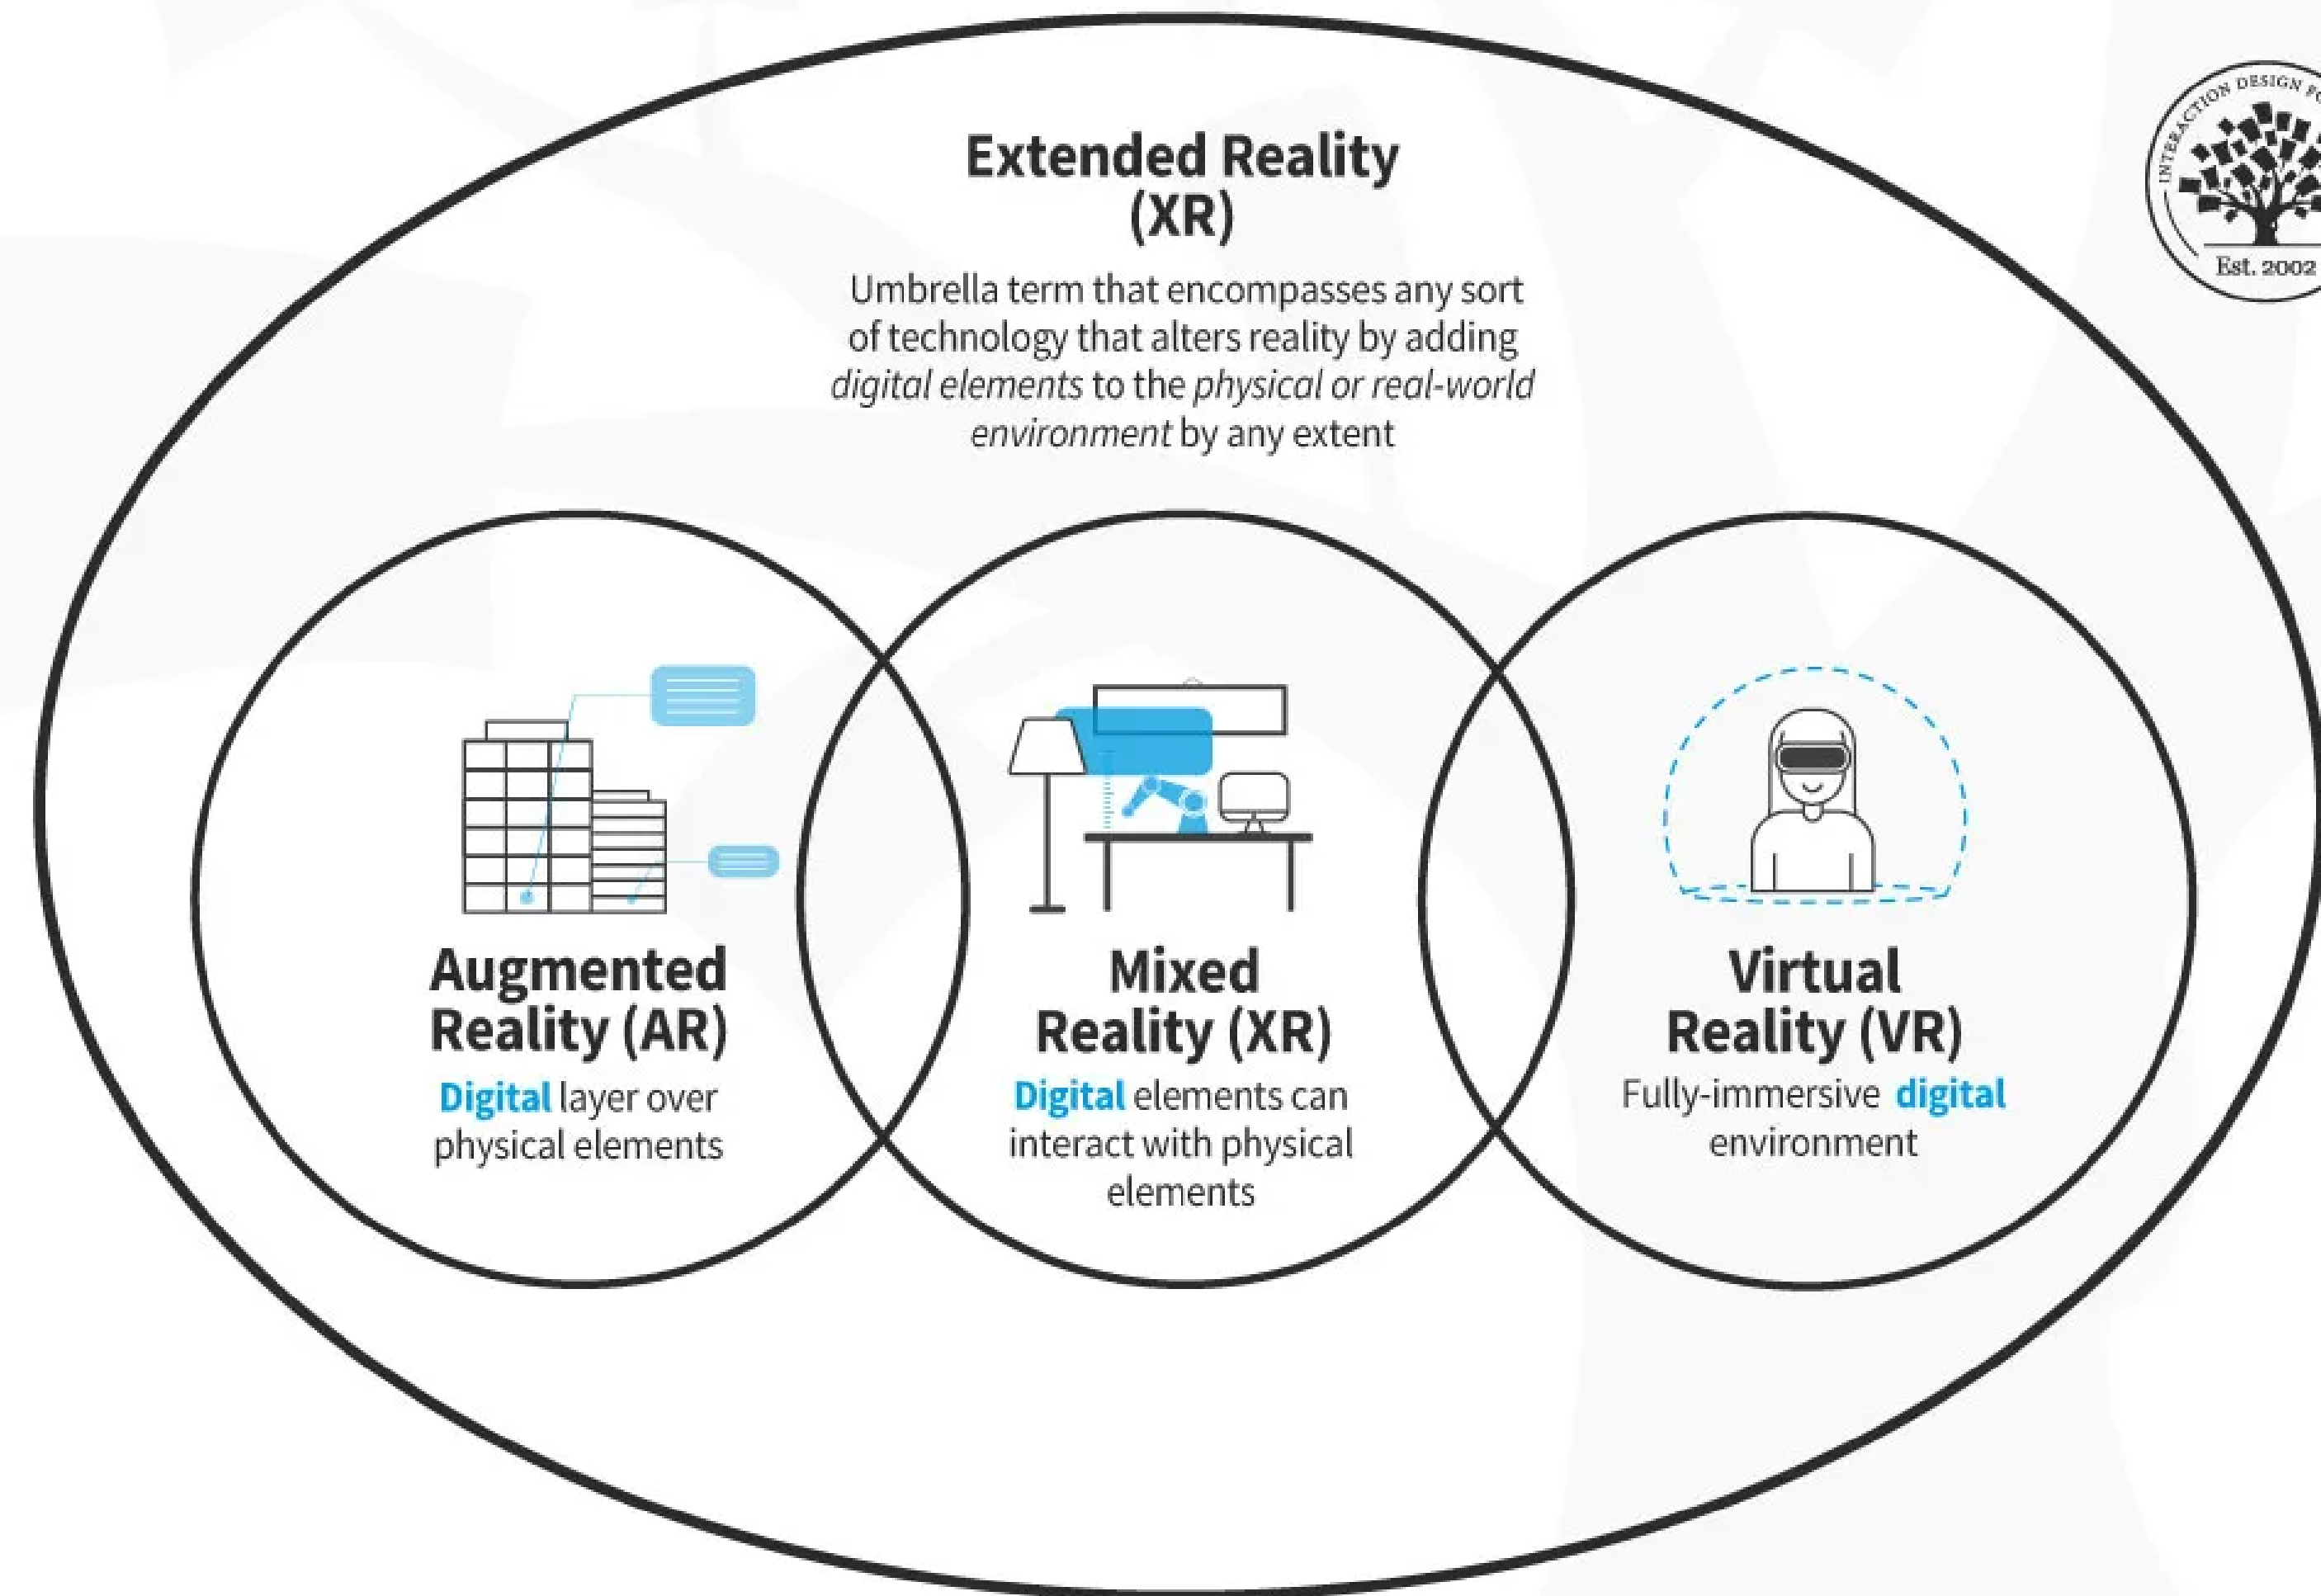 Extended Reality
(XR)
Umbrella term that encompasses any sort
of technology that alters reality by adding
digital elements to the physical or real-world
environment by any extent
INTERACTION DESIGN
Est. 2002
Augmented
Reality (AR)
Digital layer over
physical elements
Mixed
Reality (XR)
Digital elements can
interact with physical
elements
Virtual
Reality (VR)
Fully-immersive digital
environment